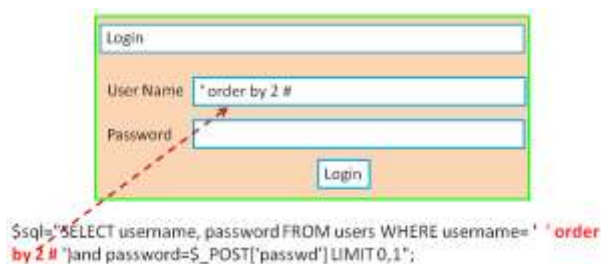 Login
User Name ' order by 2 #
Password
Login
$sql="SELECT username, password FROM users WHERE username= ' ' order
by 2 # ')and password=$_POST['passwd'] LIMIT 0,1";